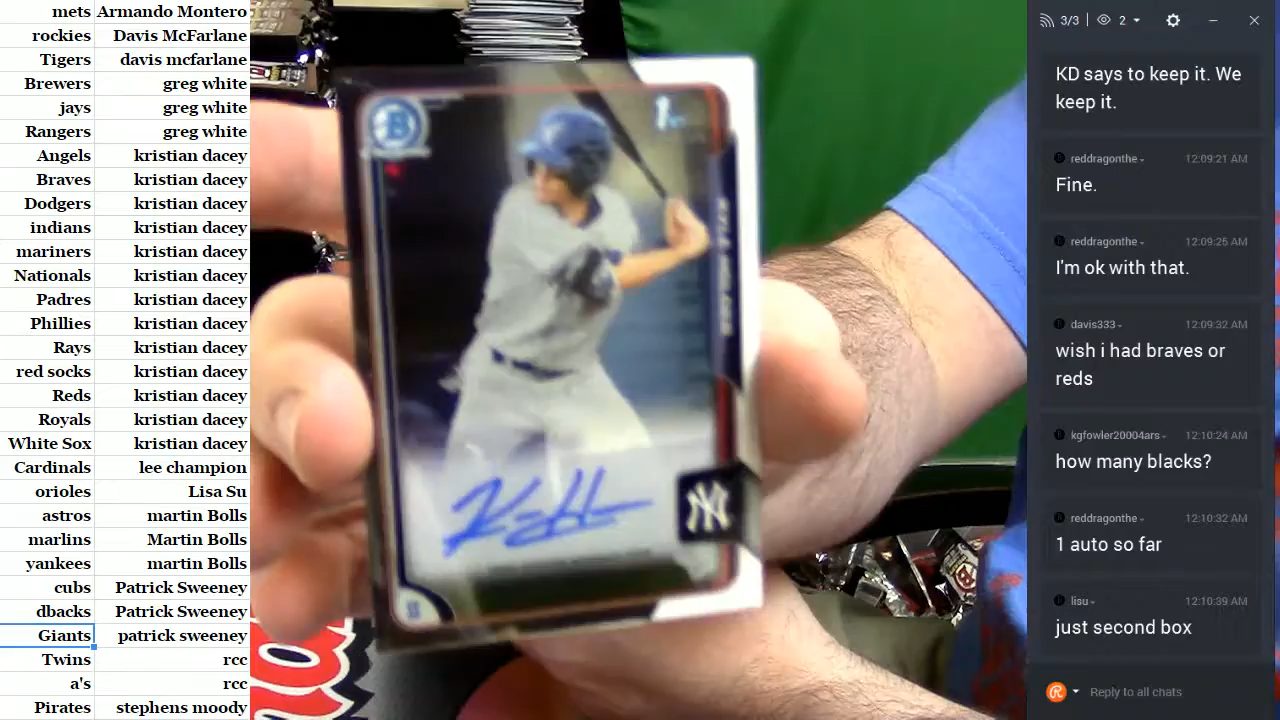 mets Armando Montero
rockies Davis McFarlane
Tigers davis mcfarlane
Brewers greg white
jays greg white
Rangers greg white
Angels kristian dacey
Braves kristian dacey
Dodgers kristian dacey
indians kristian dacey
mariners kristian dacey
Nationals kristian dacey
Padres kristian dacey
Phillies kristian dacey
Rays kristian dacey
red socks kristian dacey
Reds kristian dacey
Royals kristian dacey
White Sox kristian dacey
Cardinals lee champion
orioles Lisa Su
astros martin Bolls
marlins Martin Bolls
yankees martin Bolls
cubs Patrick Sweeney
dbacks Patrick Sweeney
Giants patrick sweeney
Twins rcc
a's rcc
Pirates stephens moody
B
1st
NY
3/3 2
KD says to keep it. We
keep it.
reddragonthe 12:09:21 AM
Fine.
reddragonthe 12:09:25 AM
I'm ok with that.
davis333 12:09:32 AM
wish i had braves or
reds
kgfowler20004ars 12:10:24 AM
how many blacks?
reddragonthe 12:10:32 AM
1 auto so far
lisu 12:10:39 AM
just second box
Reply to all chats